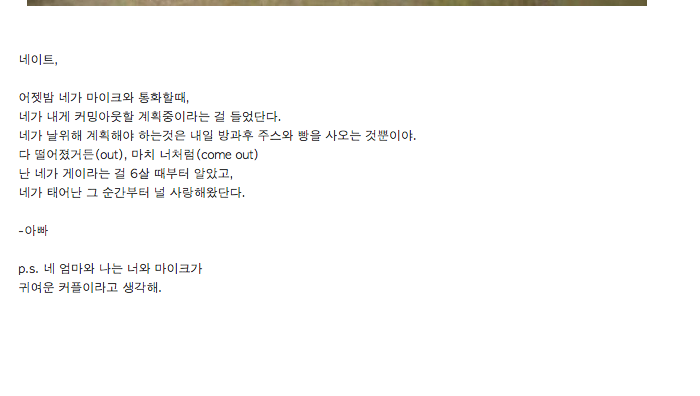 네이트,
어젯밤 네가 마이크와 통화할때,
네가 내게 커밍아웃할 계획중이라는 걸 들었단다.
네가 날위해 계획해야 하는것은 내일 방과후 주스와 빵을 사오는 것뿐이야.
다 떨어졌거든(out), 마치 너처럼(come out)
난 네가 게이라는 걸 6살 때부터 알았고,
네가 태어난 그 순간부터 널 사랑해왔단다.
-아빠
p.s. 네 엄마와 나는 너와 마이크가
귀여운 커플이라고 생각해.